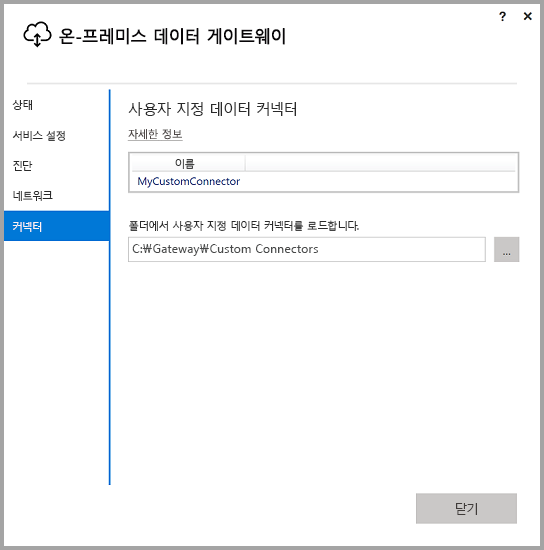 ? ×
온-프레미스 데이터 게이트웨이
상태
서비스 설정
진단
네트워크
커넥터
사용자 지정 데이터 커넥터
자세한 정보
이름
MyCustomConnector
폴더에서 사용자 지정 데이터 커넥터를 로드합니다.
C:₩Gateway₩Custom Connectors
...
닫기